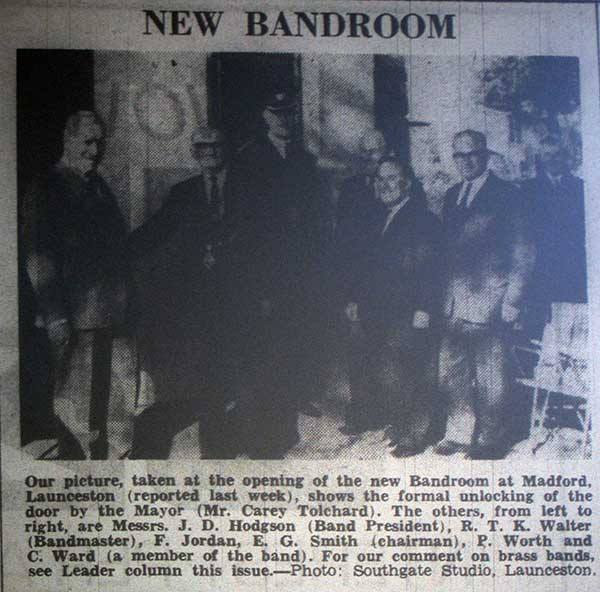 NEW BANDROOM
Our picture, taken at the opening of the new Bandroom at Madford,
Launceston (reported last week), shows the formal unlocking of the
door by the Mayor (Mr. Carey Tolchard). The others, from left to
right, are Messrs. J. D. Hodgson (Band President), R. T. K. Walter
(Bandmaster), F. Jordan, E. G. Smith (chairman), P. Worth and
C. Ward (a member of the band). For our comment on brass bands,
see Leader column this issue.—Photo: Southgate Studio, Launceston.